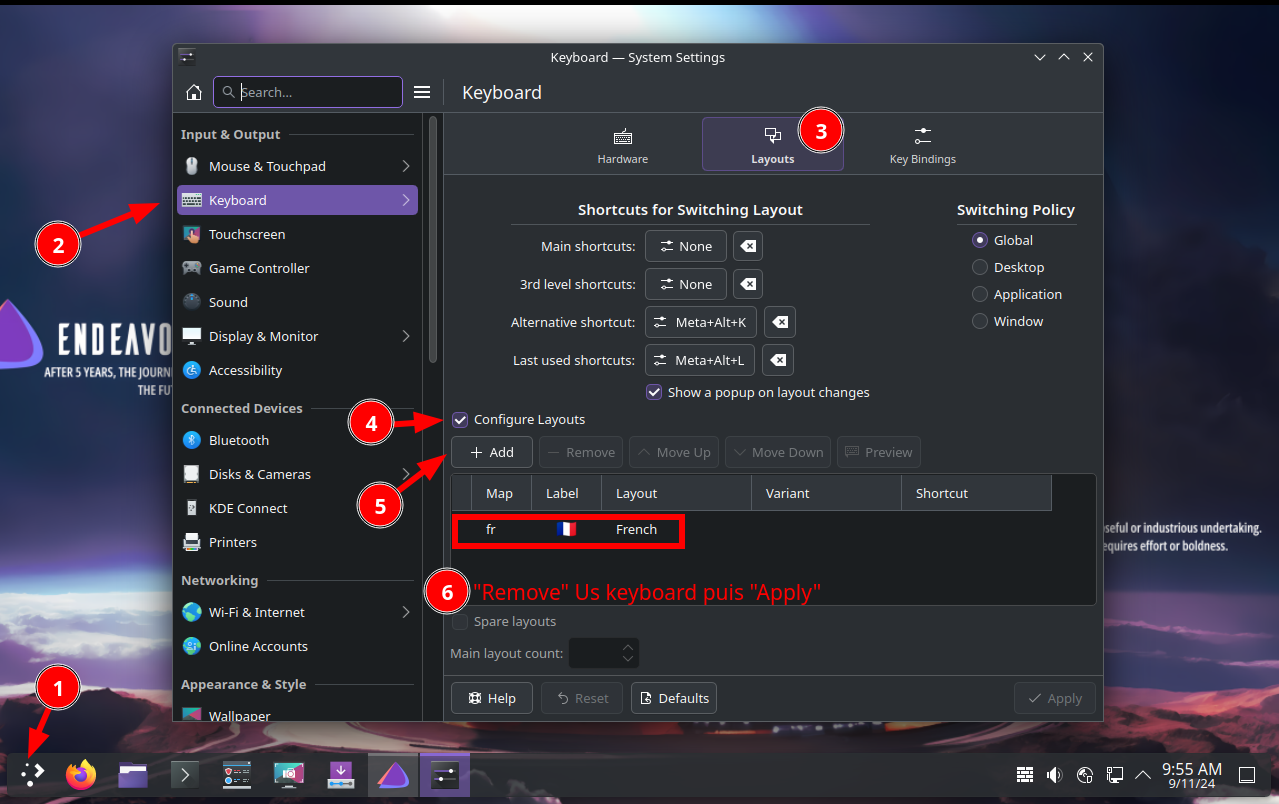 Keyboard — System Settings
Search...
Keyboard
Input & Output
Mouse & Touchpad
Keyboard
Touchscreen
Game Controller
Sound
Display & Monitor
Accessibility
Connected Devices
Bluetooth
Disks & Cameras
KDE Connect
Printers
Networking
Wi-Fi & Internet
Online Accounts
Appearance & Style
Wallpaper
Hardware
Layouts
Key Bindings
3
Shortcuts for Switching Layout
Main shortcuts: None
3rd level shortcuts: None
Alternative shortcut: Meta+Alt+K
Last used shortcuts: Meta+Alt+L
Show a popup on layout changes
Switching Policy
Global
Desktop
Application
Window
2
4
Configure Layouts
5
Add Remove Move Up Move Down Preview
Map Label Layout Variant Shortcut
fr French
6
"Remove" Us keyboard puis "Apply"
Spare layouts
Main layout count:
Help Reset Defaults Apply
1
ENDEAVO
AFTER 5 YEARS, THE JOURN
THE FU
oseful or industrious undertaking.
equires effort or boldness.
9:55 AM
9/11/24